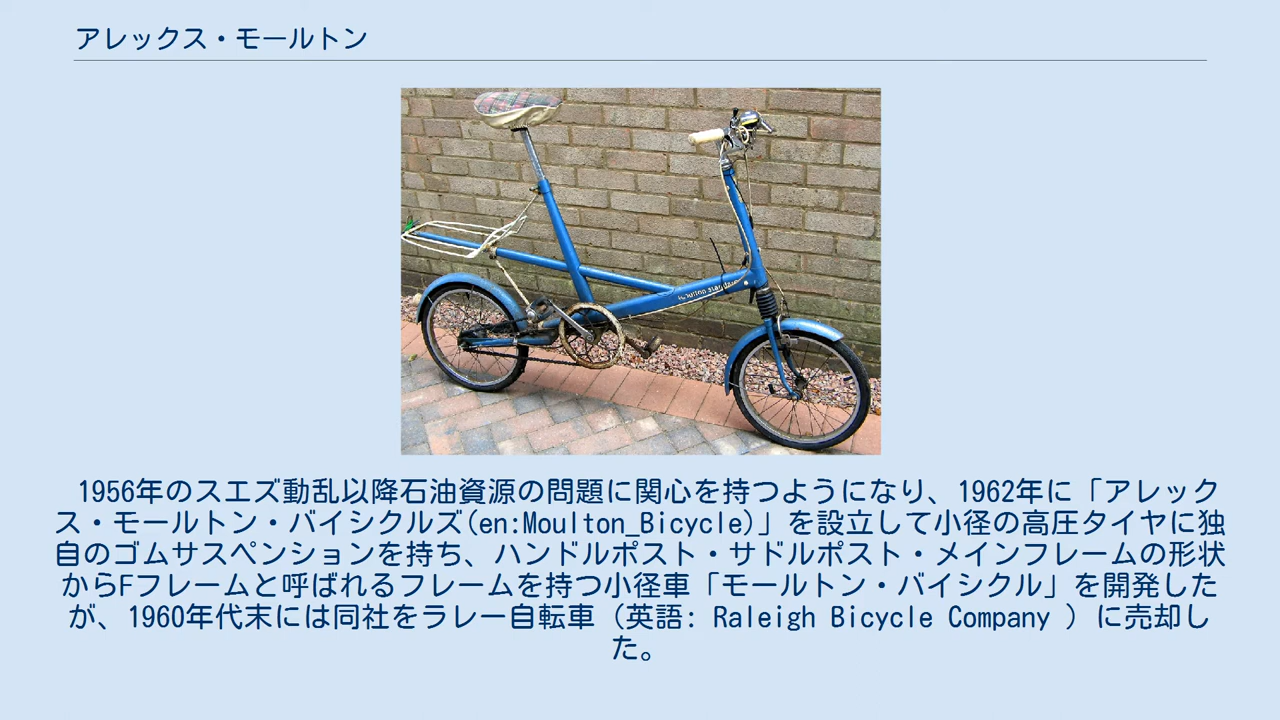 アレックス・モールトン
moulton standard
1956年のスエズ動乱以降石油資源の問題に関心を持つようになり、1962年に「アレック
ス・モールトン・バイシクルズ(en:Moulton_Bicycle)」を設立して小径の高圧タイヤに独
自のゴムサスペンションを持ち、ハンドルポスト・サドルポスト・メインフレームの形状
からFフレームと呼ばれるフレームを持つ小径車「モールトン・バイシクル」を開発した
が、1960年代末には同社をラレー自転車（英語: Raleigh Bicycle Company ）に売却し
た。